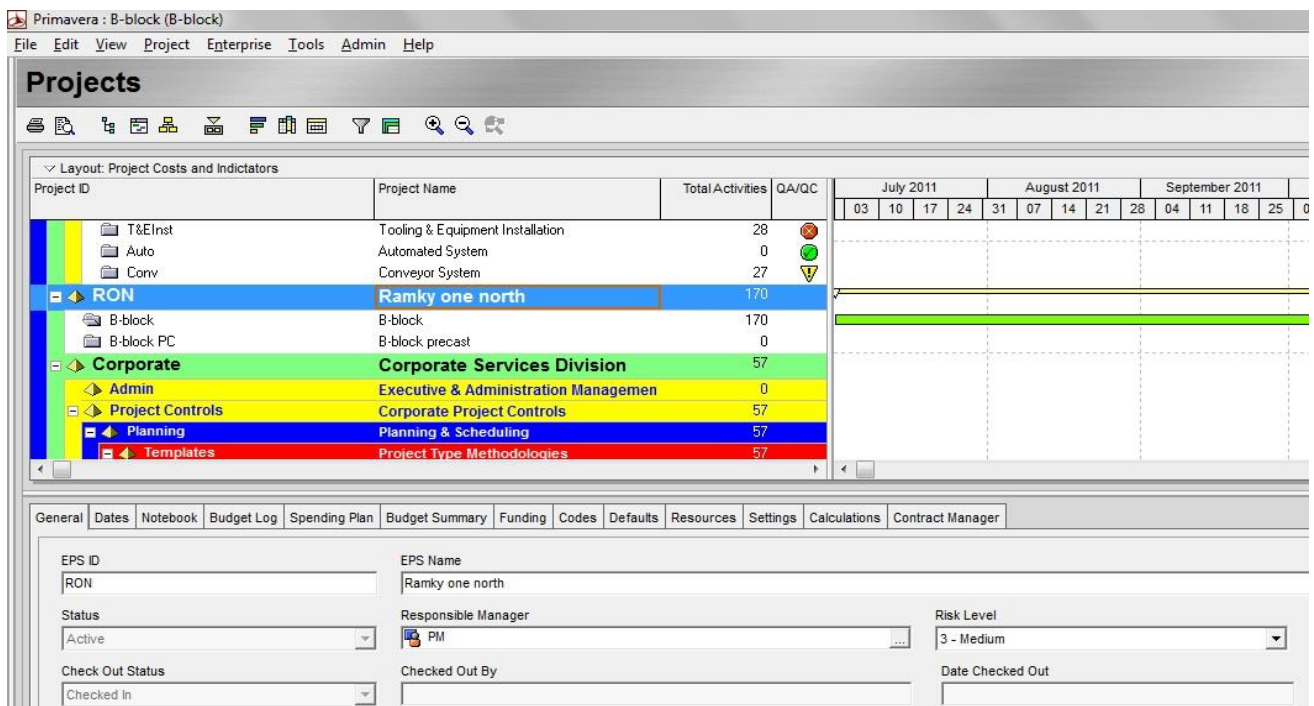 Primavera : B-block (B-block)
File Edit View Project Enterprise Tools Admin Help
Projects
Layout: Project Costs and Indictators
Project ID Project Name Total Activities QA/QC July 2011 August 2011 September 2011
03 10 17 24 31 07 14 21 28 04 11 18 25 0
T&EInst Tooling & Equipment Installation 28
Auto Automated System 0
Conv Conveyor System 27
RON Ramky one north 170
B-block B-block 170
B-block PC B-block precast 0
Corporate Corporate Services Division 57
Admin Executive & Administration Managemen 0
Project Controls Corporate Project Controls 57
Planning Planning & Scheduling 57
Templates Project Type Methodologies 57
General Dates Notebook Budget Log Spending Plan Budget Summary Funding Codes Defaults Resources Settings Calculations Contract Manager
EPS ID EPS Name
RON Ramky one north
Status Responsible Manager Risk Level
Active PM ... 3 - Medium
Check Out Status Checked Out By Date Checked Out
Checked In